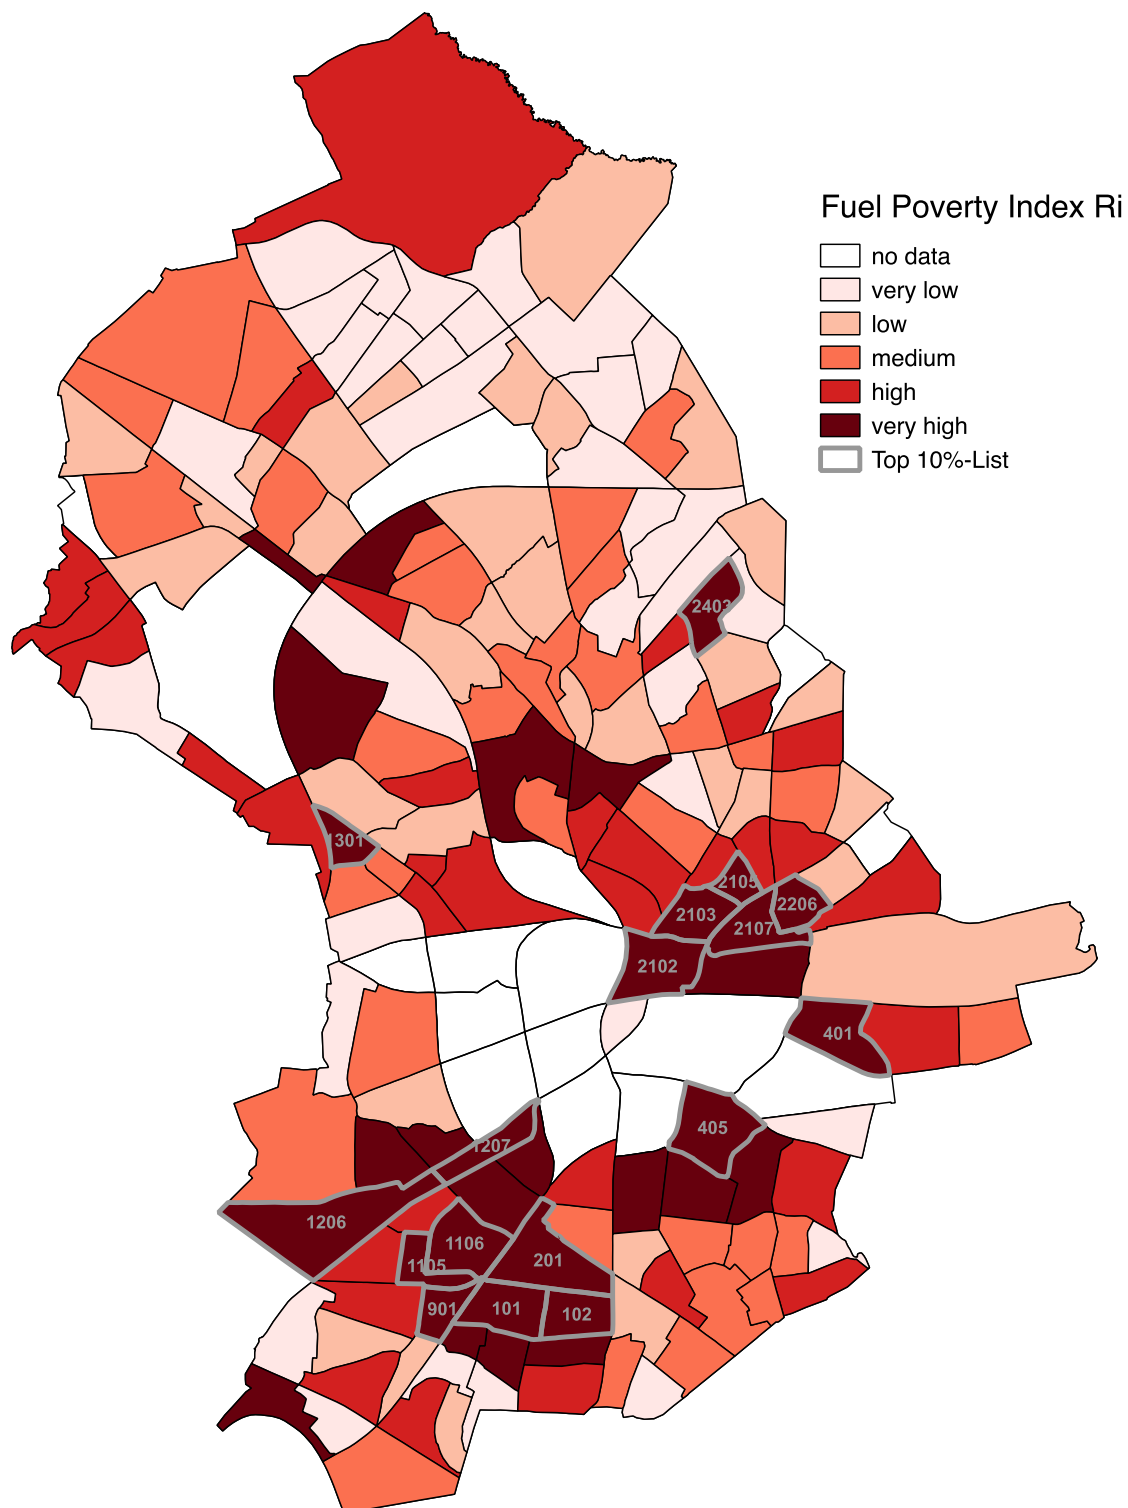 Fuel Poverty Index Ri
no data
very low
low
medium
high
very high
Top 10%-List
2403
1301
2105
2206
2103
2107
2102
401
405
1207
1206
1106
1105
201
901
101
102